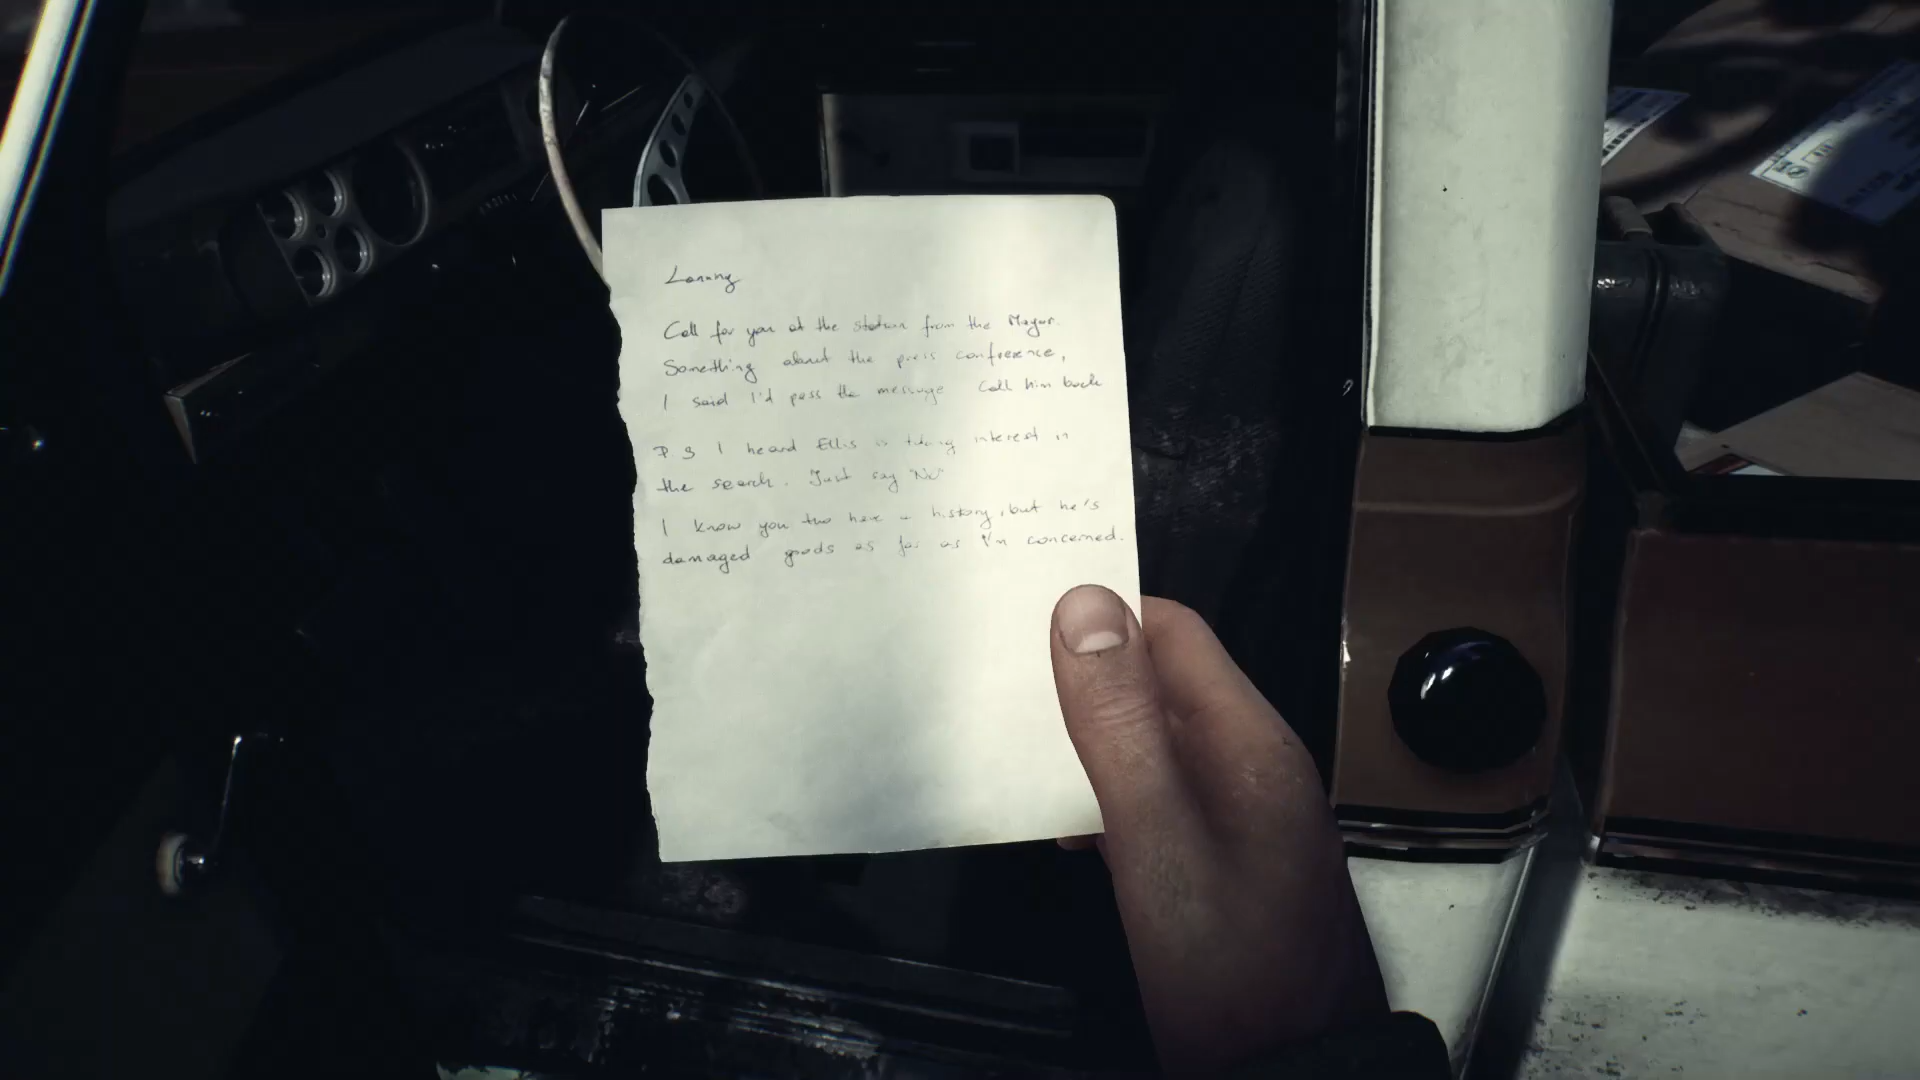 Lanning
Call for you at the station from the Mayor.
Something about the press conference,
I said I'd pass the message Call him back
P.S I heard Ellis is taking interest in
the search. Just say "No"
I know you two have a history, but he's
damaged goods as far as I'm concerned.